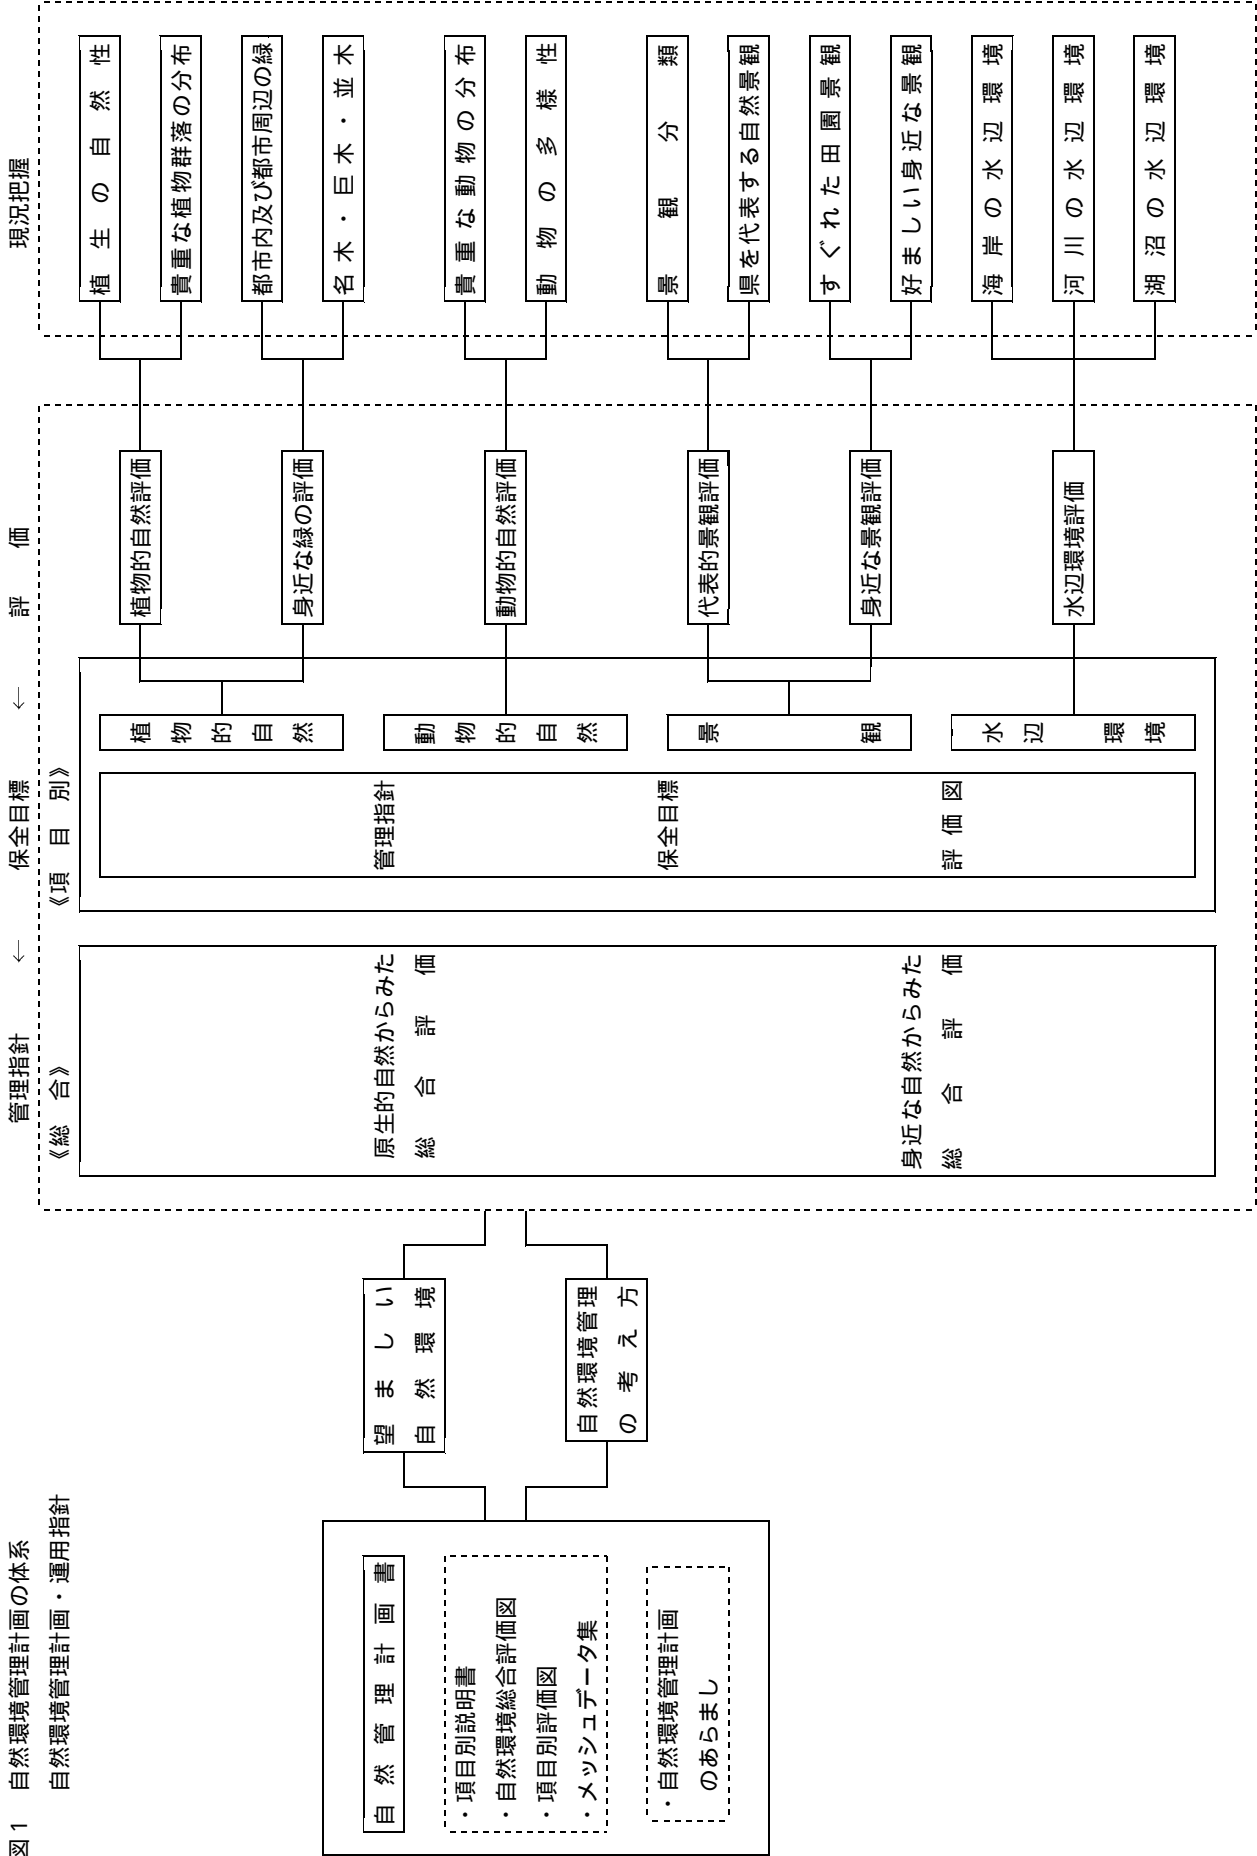 図1 自然環境管理計画の体系
自然環境管理計画・運用指針
自然管理計画書
・項目別説明書
・自然環境総合評価図
・項目別評価図
・メッシュデータ集
・自然環境管理計画
のあらまし
望ましい
自然環境
自然環境管理
の考え方
管理指針 ← 保全目標 ← 評価
《総合》
原生的自然からみた
総合評価
身近な自然からみた
総合評価
《項目別》
管理指針
保全目標
評価図
植物的自然
動物的自然
景観
水辺環境
植物的自然評価
身近な緑の評価
動物的自然評価
代表的景観評価
身近な景観評価
水辺環境評価
現況把握
植生の自然性
貴重な植物群落の分布
都市内及び都市周辺の緑
名木・巨木・並木
貴重な動物の分布
動物の多様性
景観分類
県を代表する自然景観
すぐれた田園景観
好ましい身近な景観
海岸の水辺環境
河川の水辺環境
湖沼の水辺環境